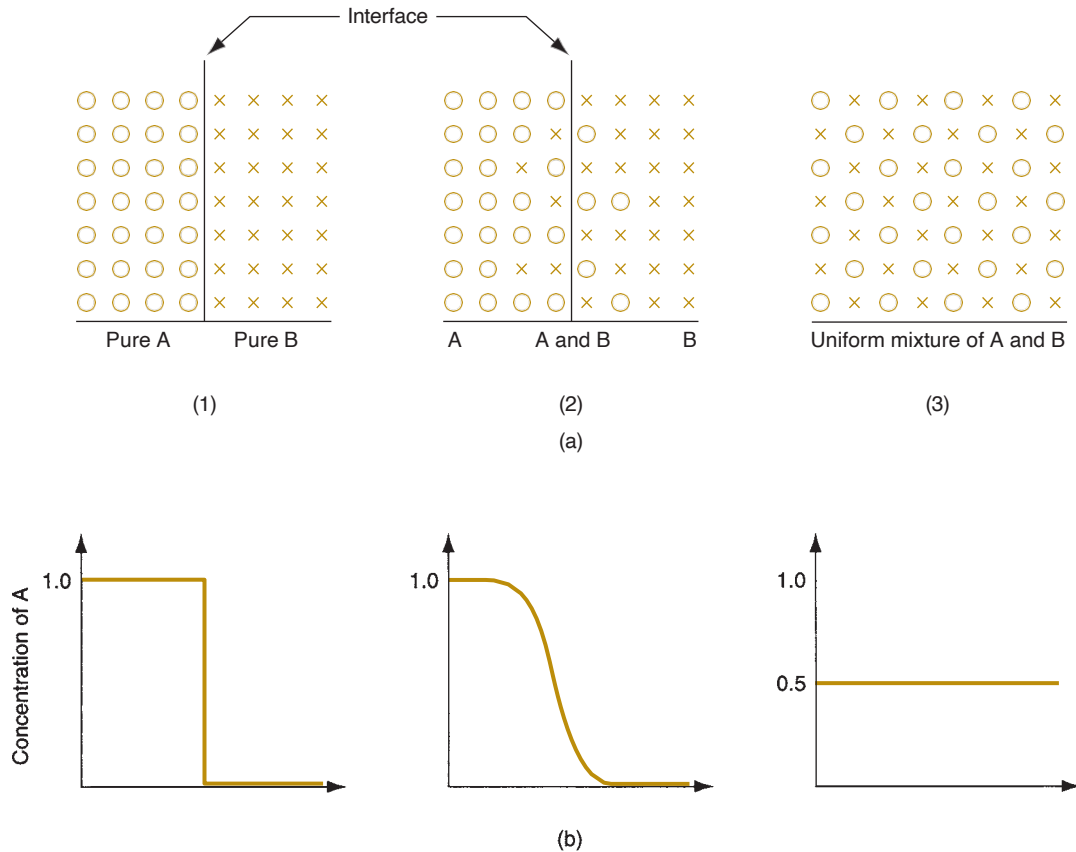 Interface
Pure A Pure B
A A and B B
Uniform mixture of A and B
(1) (2) (3)
(a)
Concentration of A
1.0
1.0
1.0
0.5
(b)